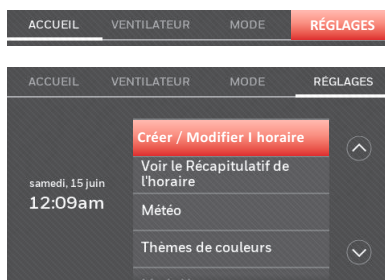 ACCUEIL VENTILATEUR MODE RÉGLAGES
ACCUEIL VENTILATEUR MODE RÉGLAGES
Créer / Modifier l horaire
Voir le Récapitulatif de
l'horaire
samedi, 15 juin
12:09am
Météo
Thèmes de couleurs